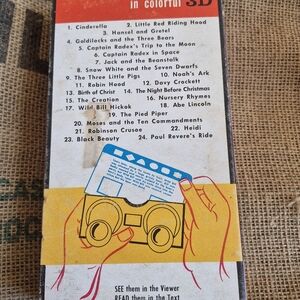 in colorful 3D
1. Cinderella 2. Little Red Riding Hood
3. Hansel and Gretel
4. Goldilocks and the Three Bears
5. Captain Radex's Trip to the Moon
6. Captain Radex in Space
7. Jack and the Beanstalk
8. Snow White and the Seven Dwarfs
9. The Three Little Pigs 10. Noah's Ark
11. Robin Hood 12. Davy Crockett
13. Birth of Christ 14. The Night Before Christmas
15. The Creation 16. Nursery Rhymes
17. Wild Bill Hickok 18. Abe Lincoln
19. The Pied Piper
20. Moses and the Ten Commandments
21. Robinson Crusoe 22. Heidi
23. Black Beauty 24. Paul Revere's Ride
SEE them in the Viewer
READ them in the Text